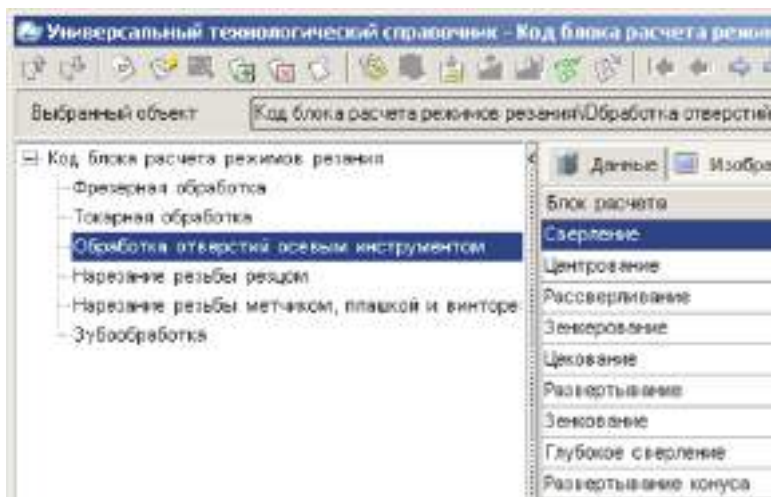 Универсальный технологический справочник - Код блока расчета режимо
Выбранный объект
Код блока расчета режимов резания\Обработка отверстий
Код блока расчета режимов резания
Фрезерная обработка
Токарная обработка
Обработка отверстий осевым инструментом
Нарезание резьбы резцом
Нарезание резьбы метчиком, плашкой и винторе
Зубообработка
Данные
Изобра
Блок расчета
Сверление
Центрование
Рассверливание
Зенкерование
Цекование
Развертывание
Зенкование
Глубокое сверление
Развертывание конуса